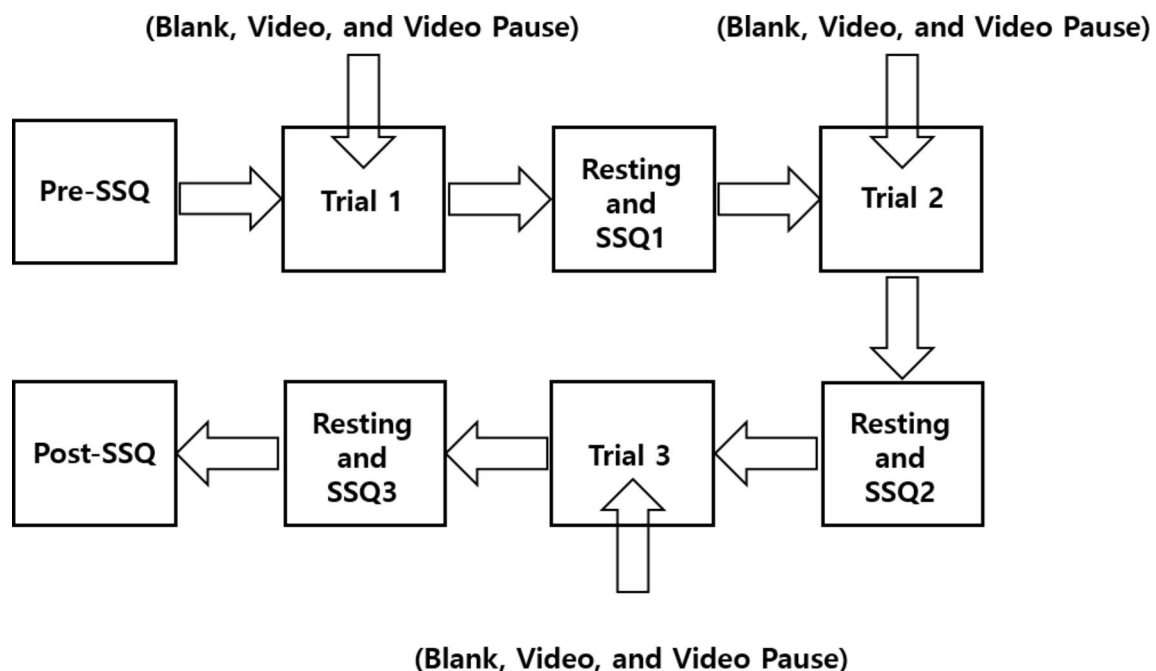 (Blank, Video, and Video Pause)
(Blank, Video, and Video Pause)
Pre-SSQ
Trial 1
Resting
and
SSQ1
Trial 2
Post-SSQ
Resting
and
SSQ3
Trial 3
Resting
and
SSQ2
(Blank, Video, and Video Pause)